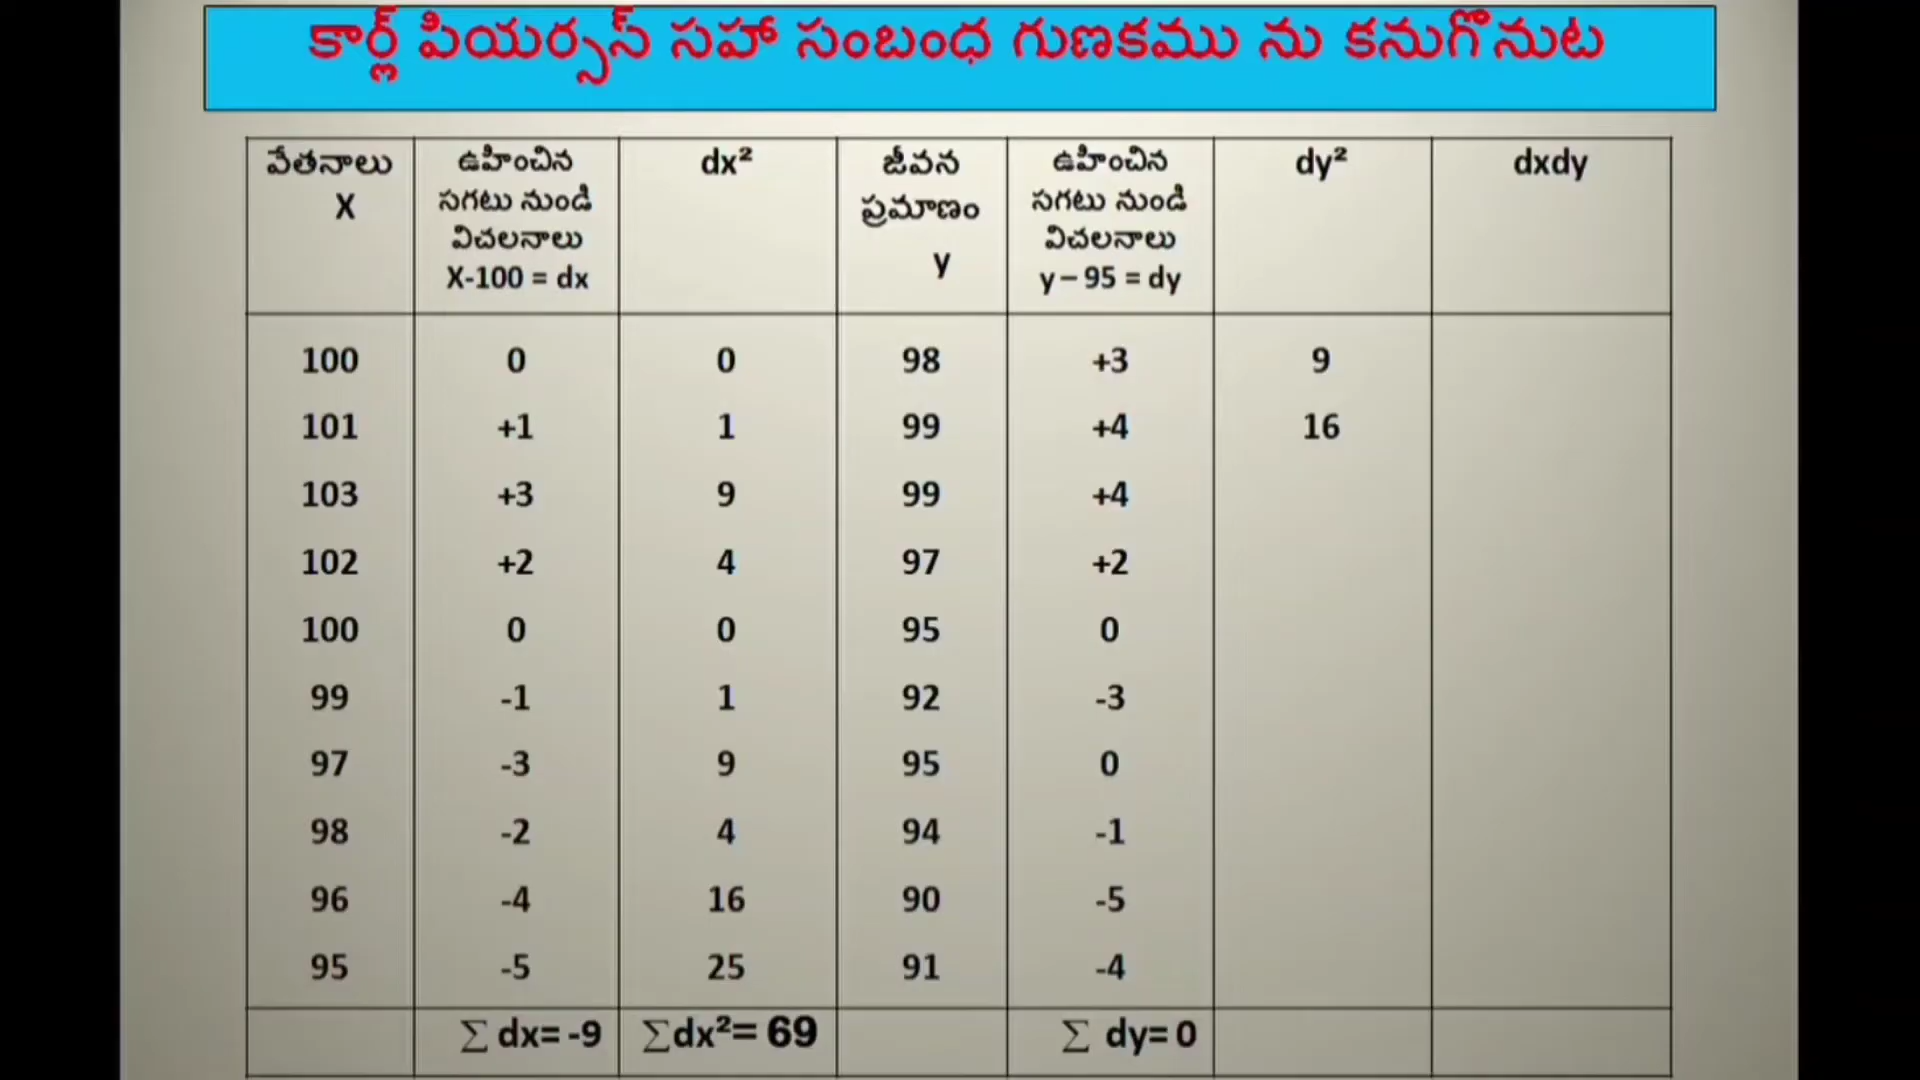 కార్ల్ పియర్సన్ సహా సంబంధ గుణకము ను కనుగొనుట
వేతనాలు ఉహించిన dx² జీవన ఉహించిన dy² dxdy
X సగటు నుండి ప్రమాణం సగటు నుండి
విచలనాలు y విచలనాలు
X-100 = dx y – 95 = dy
100 0 0 98 +3 9
101 +1 1 99 +4 16
103 +3 9 99 +4
102 +2 4 97 +2
100 0 0 95 0
99 -1 1 92 -3
97 -3 9 95 0
98 -2 4 94 -1
96 -4 16 90 -5
95 -5 25 91 -4
∑ dx= -9 ∑dx²= 69 ∑ dy= 0